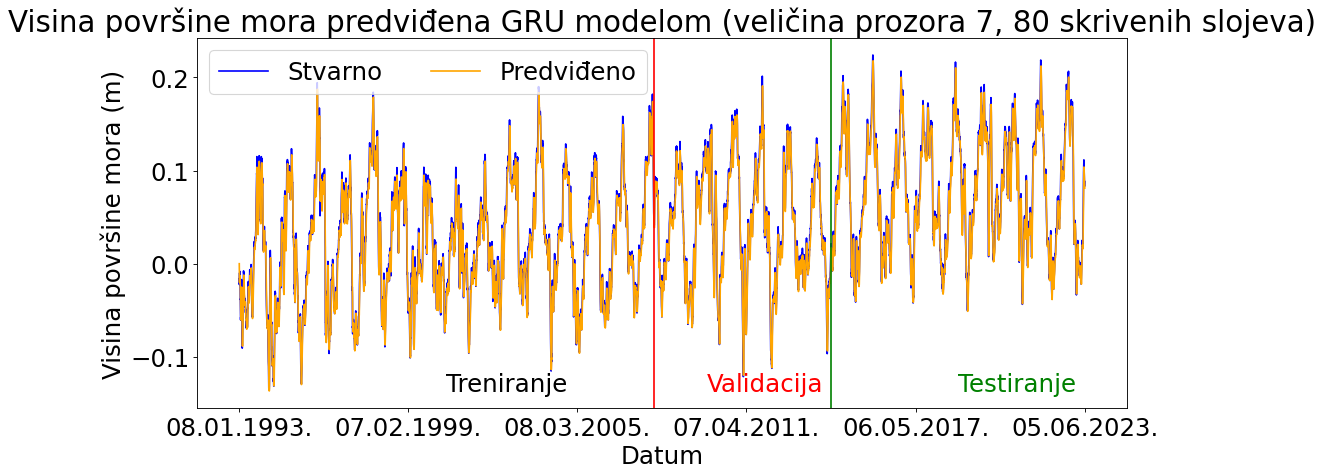 Visina površine mora predviđena GRU modelom (veličina prozora 7, 80 skrivenih slojeva)
Stvarno
Predviđeno
Visina površine mora (m)
0.2
0.1
0.0
−0.1
Treniranje
Validacija
Testiranje
08.01.1993.
07.02.1999.
08.03.2005.
07.04.2011.
06.05.2017.
05.06.2023.
Datum